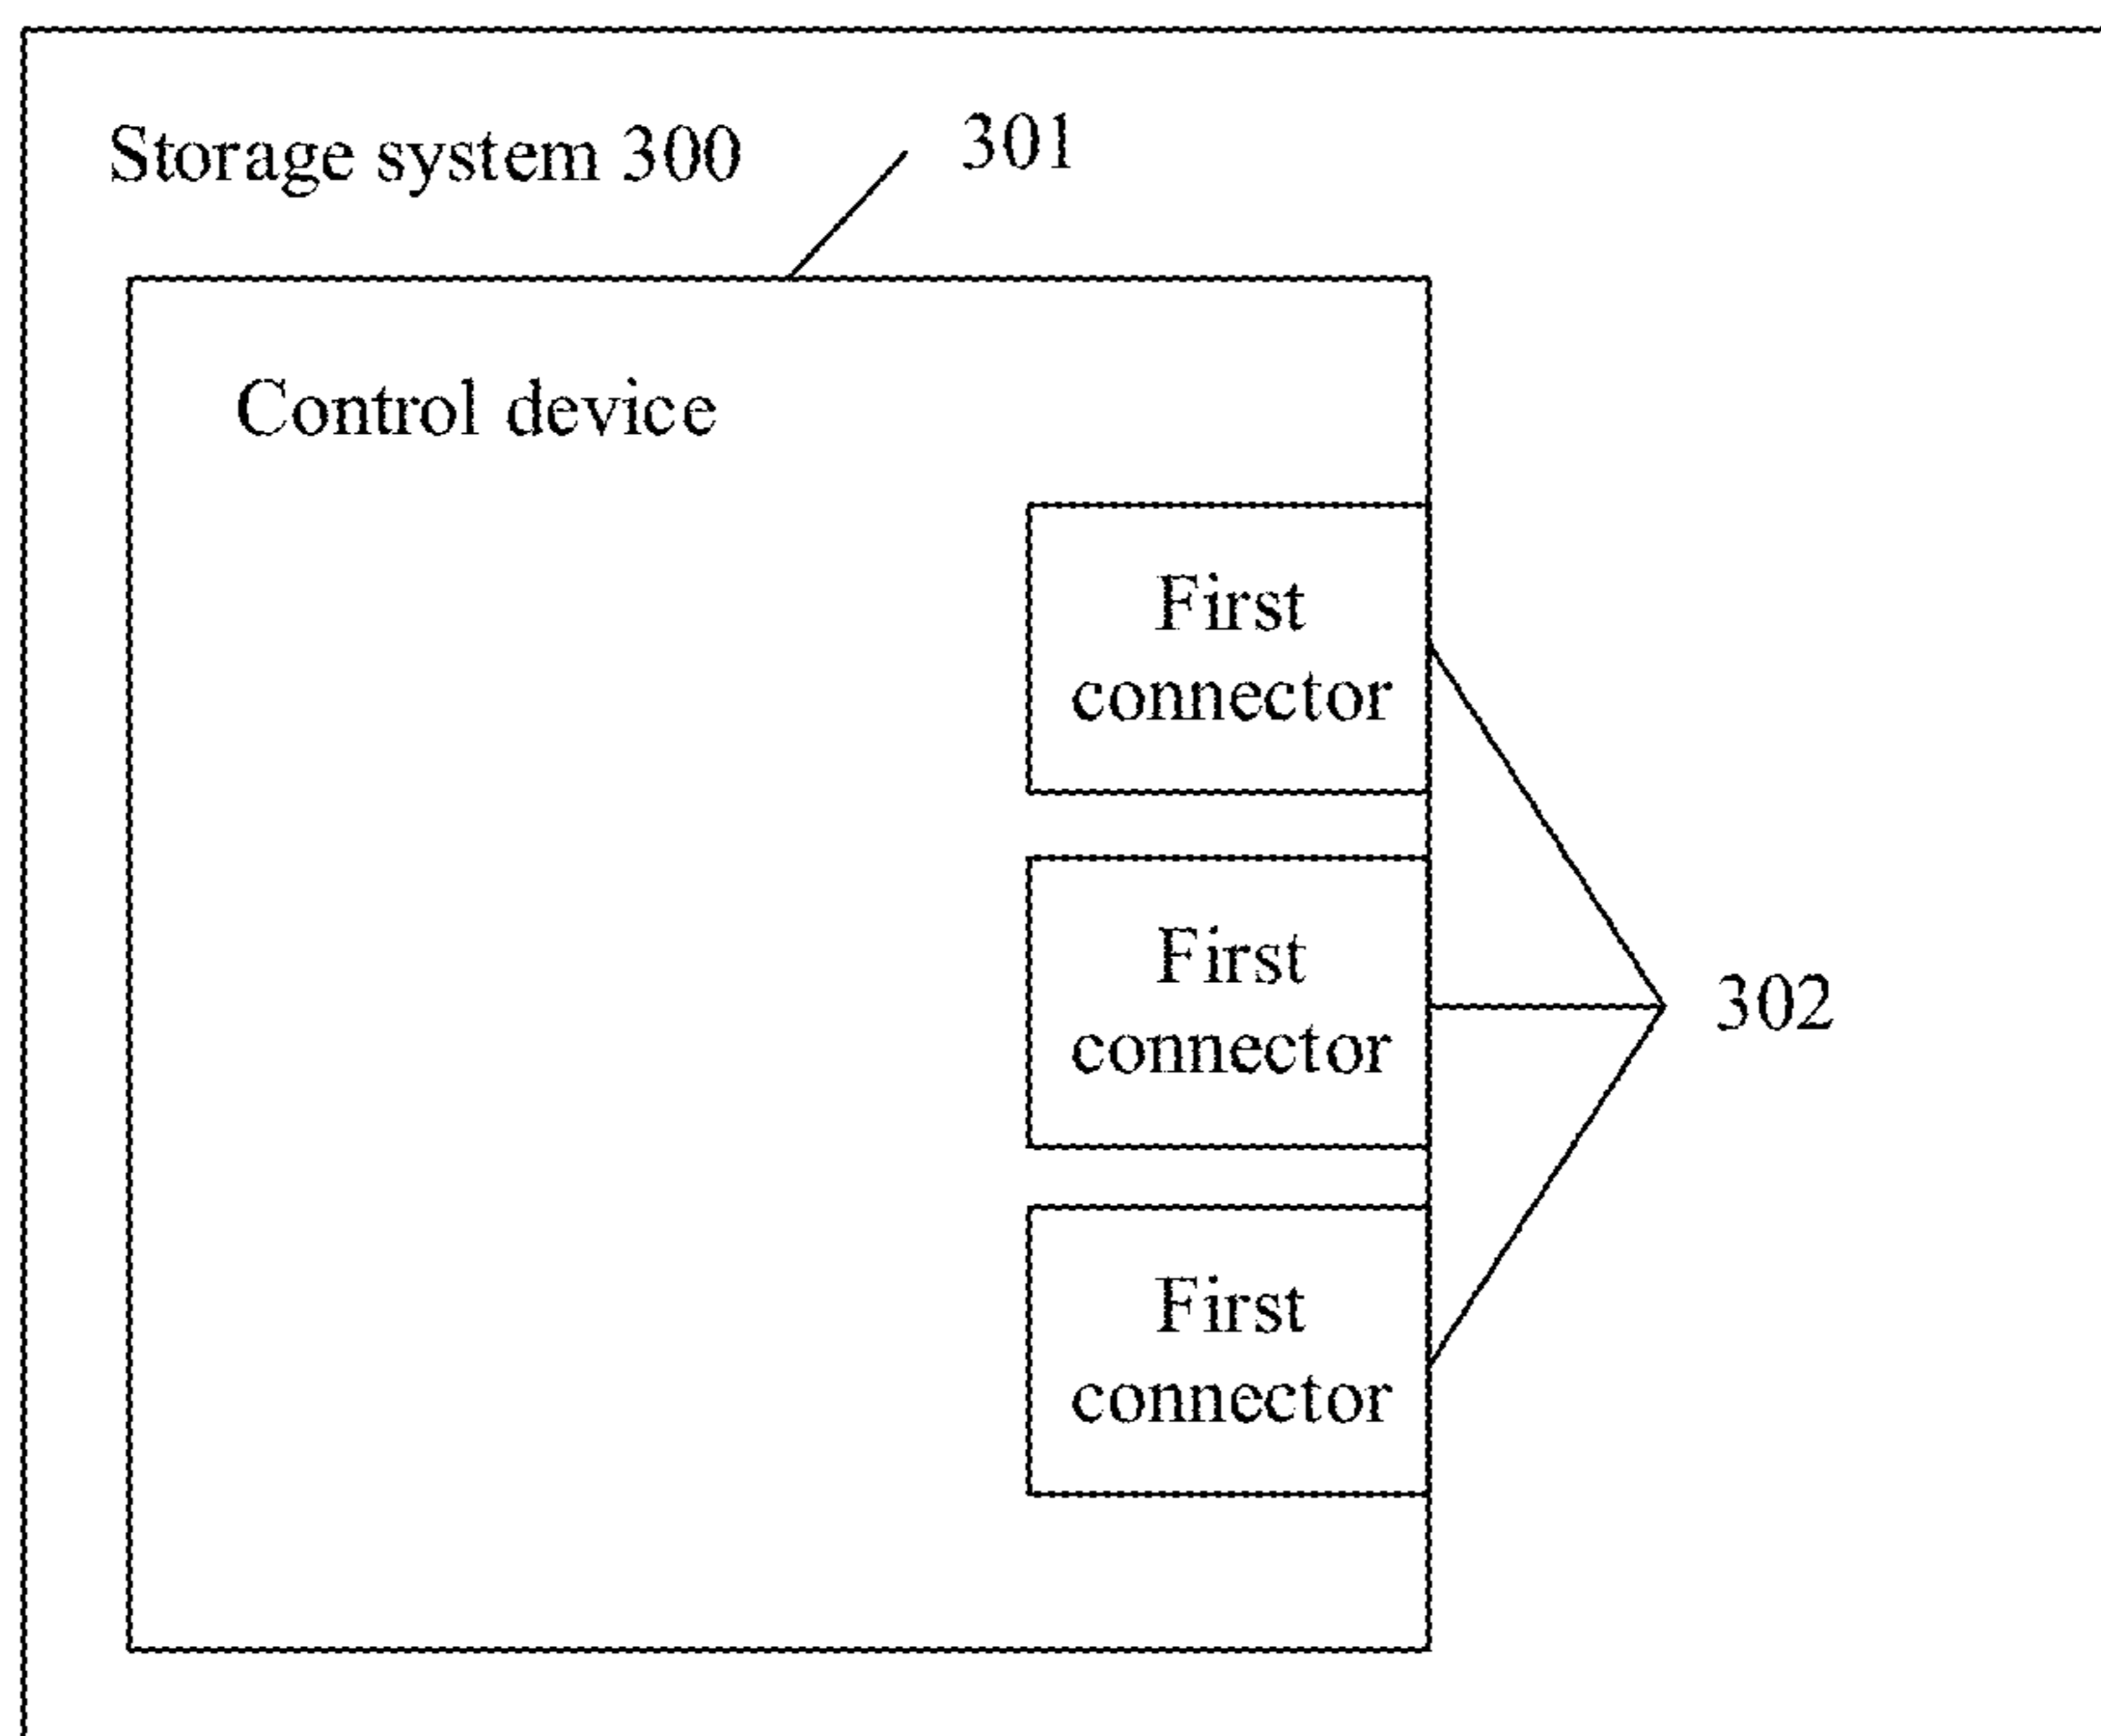 Storage system 300
301
Control device
First
connector
First
connector
302
First
connector